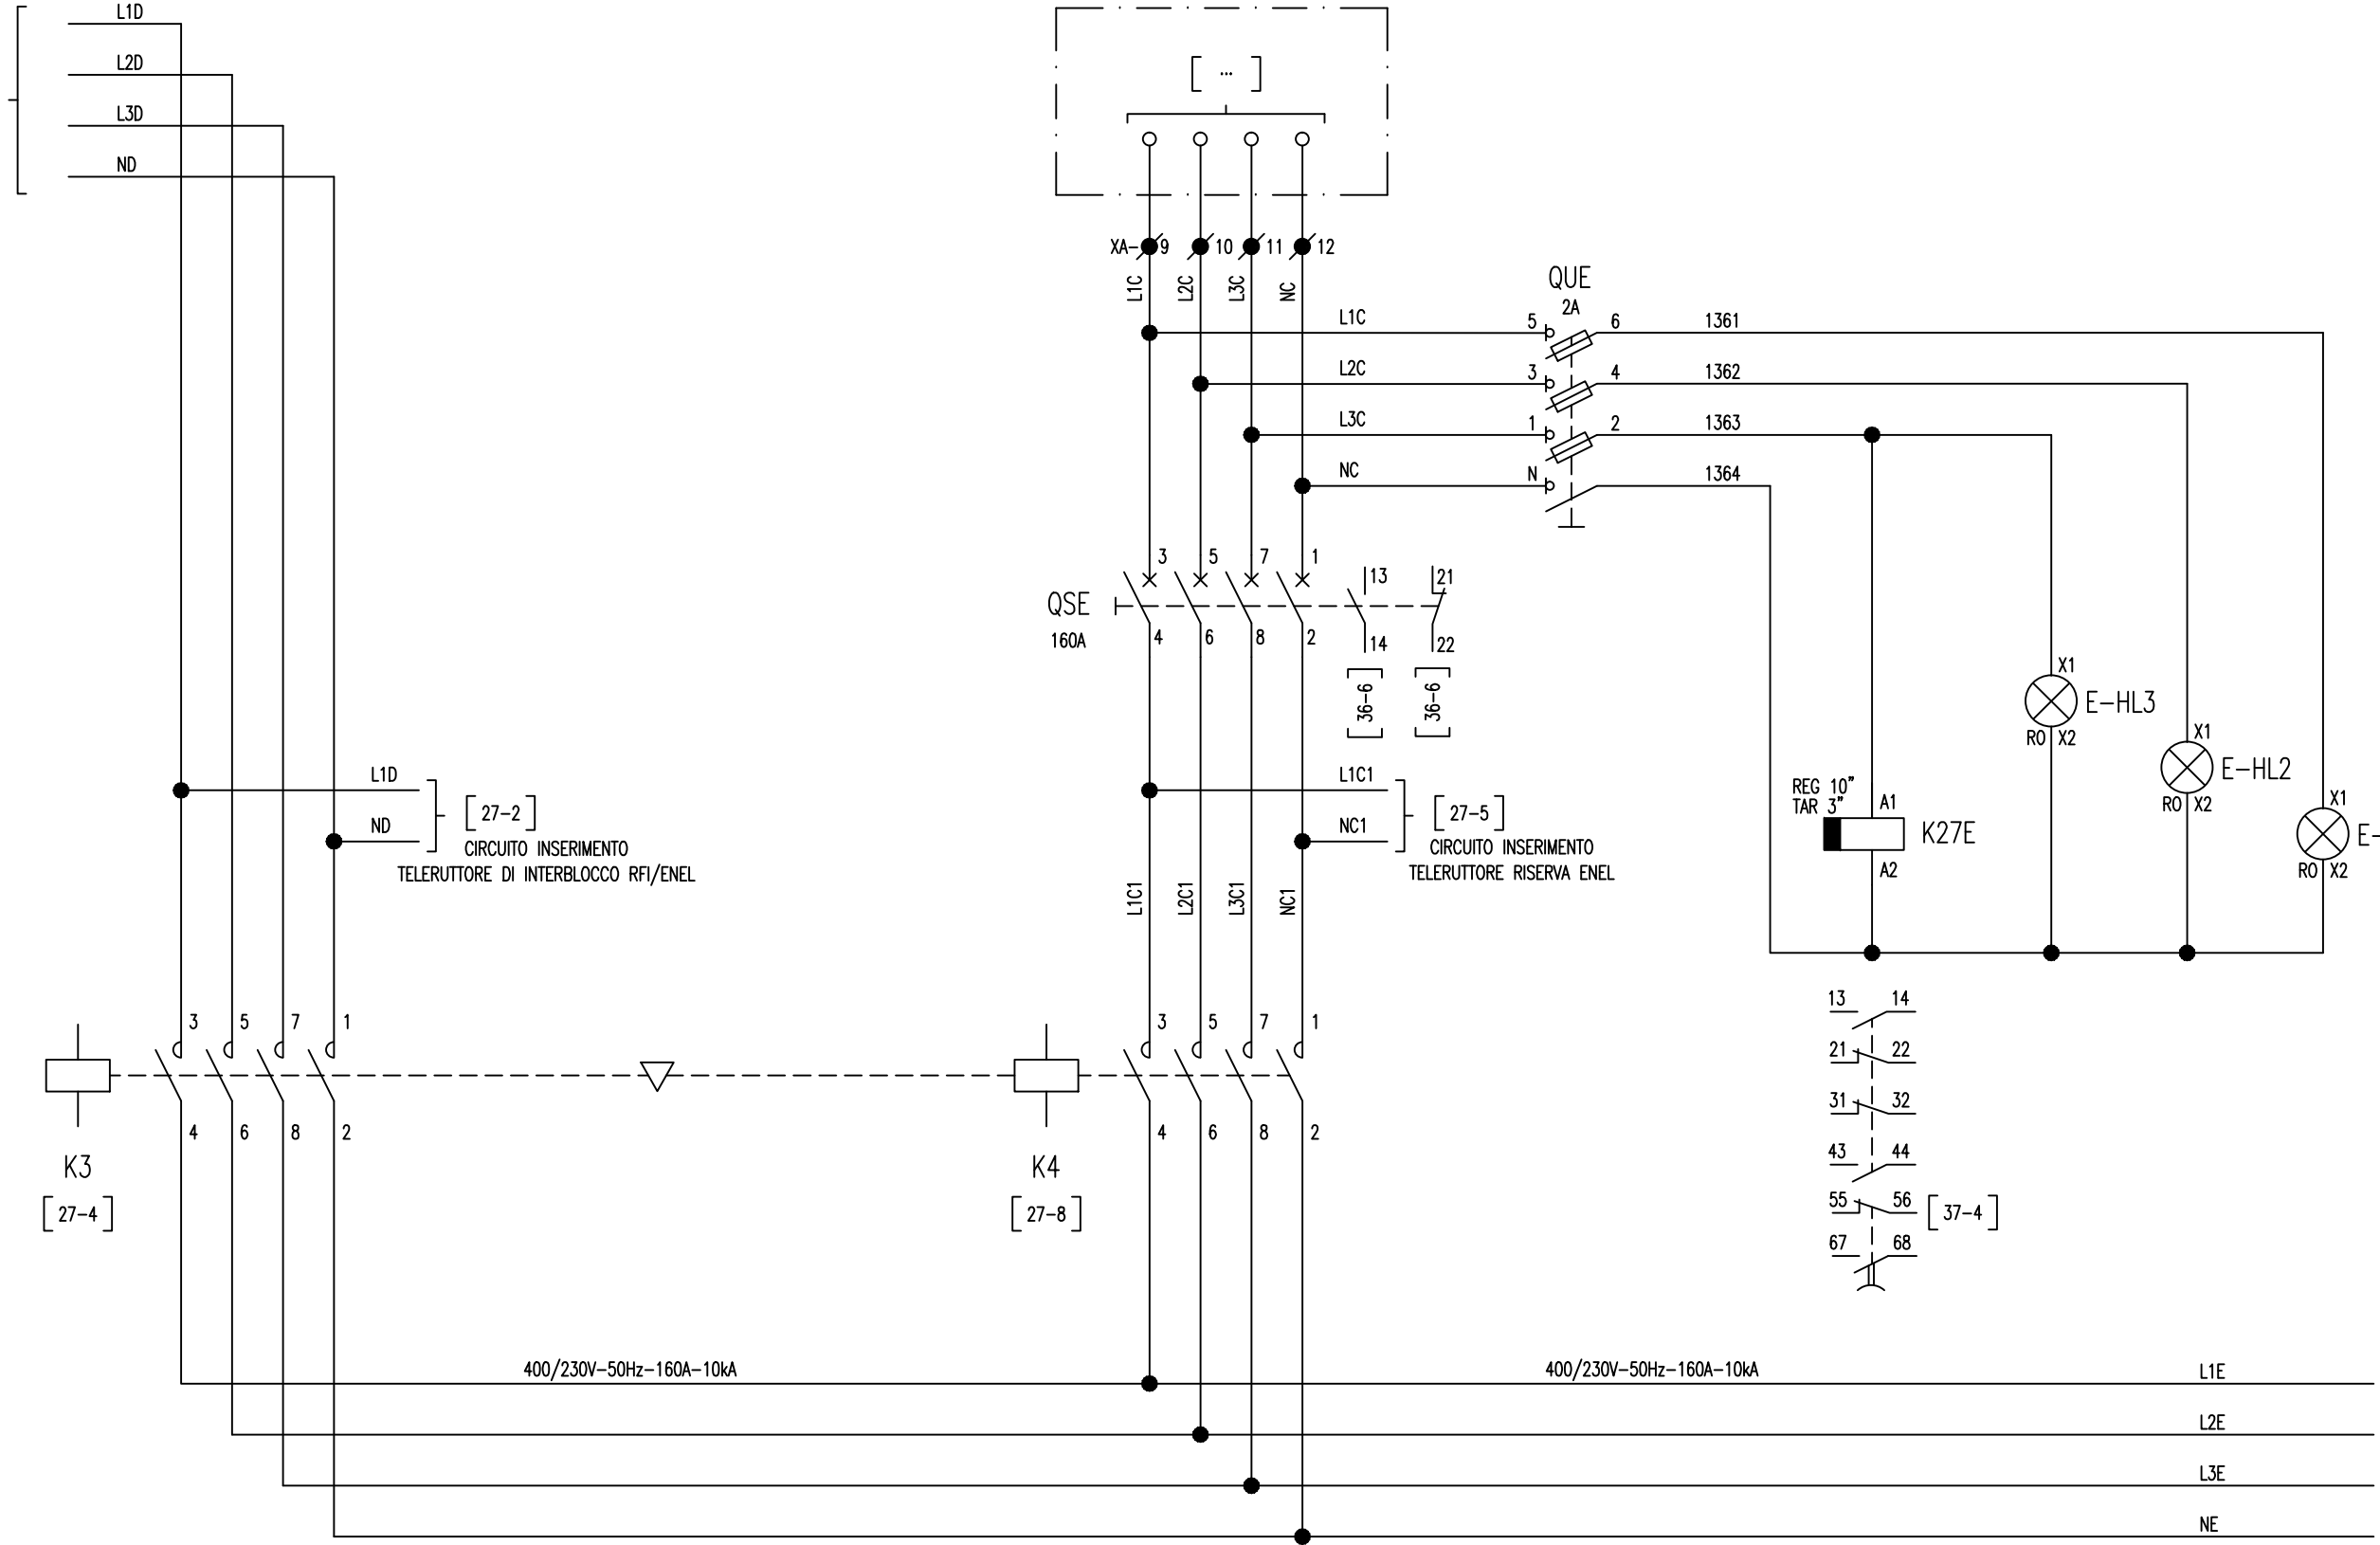 L1D
L2D
L3D
ND
[ ... ]
XA- 9 10 11 12
L1C L2C L3C NC
QUE
2A
L1C 5 6 1361
L2C 3 4 1362
L3C 1 2 1363
NC N 1364
3 5 7 1
QSE
160A
4 6 8 2
13 21
14 22
[36-6] [36-6]
X1
E-HL3
RO X2
X1
E-HL2
RO X2
X1
E-
RO X2
REG 10"
TAR 3"
A1
K27E
A2
L1D
ND
[27-2]
CIRCUITO INSERIMENTO
TELERUTTORE DI INTERBLOCCO RFI/ENEL
L1C1
NC1
[27-5]
CIRCUITO INSERIMENTO
TELERUTTORE RISERVA ENEL
L1C1 L2C1 L3C1 NC1
3 5 7 1
4 6 8 2
K3
[27-4]
3 5 7 1
4 6 8 2
K4
[27-8]
13 14
21 22
31 32
43 44
55 56 [37-4]
67 68
400/230V-50Hz-160A-10kA
400/230V-50Hz-160A-10kA
L1E
L2E
L3E
NE